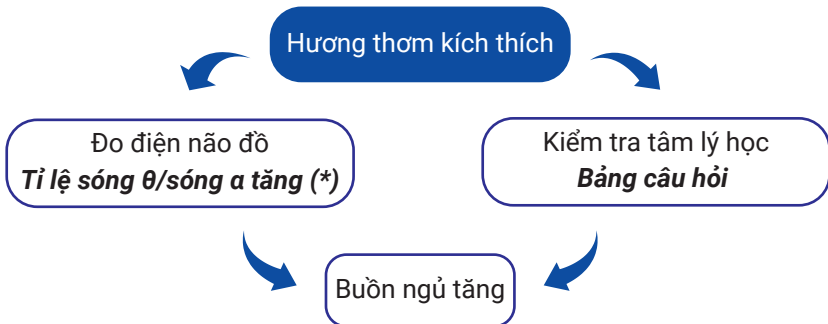 Hương thơm kích thích
Đo điện não đồ
Tỉ lệ sóng θ/sóng α tăng (*)
Kiểm tra tâm lý học
Bảng câu hỏi
Buồn ngủ tăng